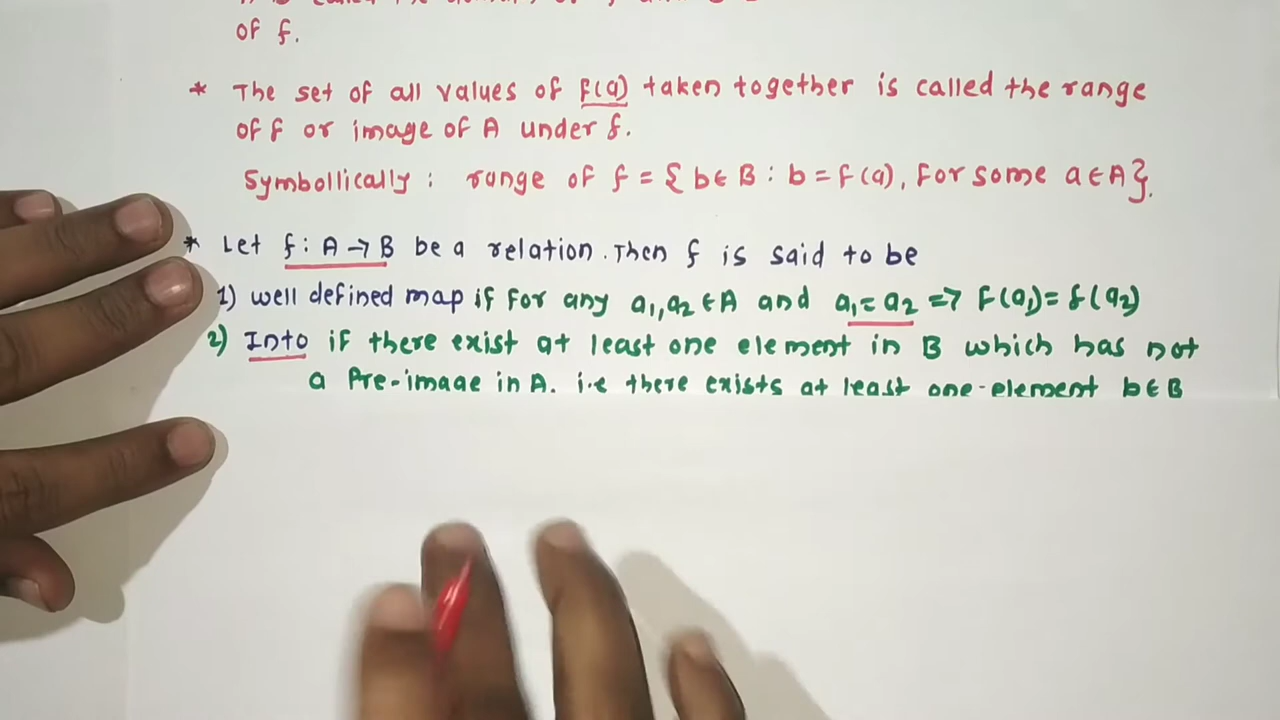 of f.
* The set of all values of f(a) taken together is called the range
of f or image of A under f.
Symbollically : range of f = { b ∈ B : b = f(a), for some a ∈ A}.
* Let f : A → B be a relation. Then f is said to be
1) well defined map if for any a₁, a₂ ∈ A and a₁ = a₂ => f(a₁) = f(a₂)
2) Into if there exist at least one element in B which has not
a Pre-image in A. i.e there exists at least one-element b ∈ B